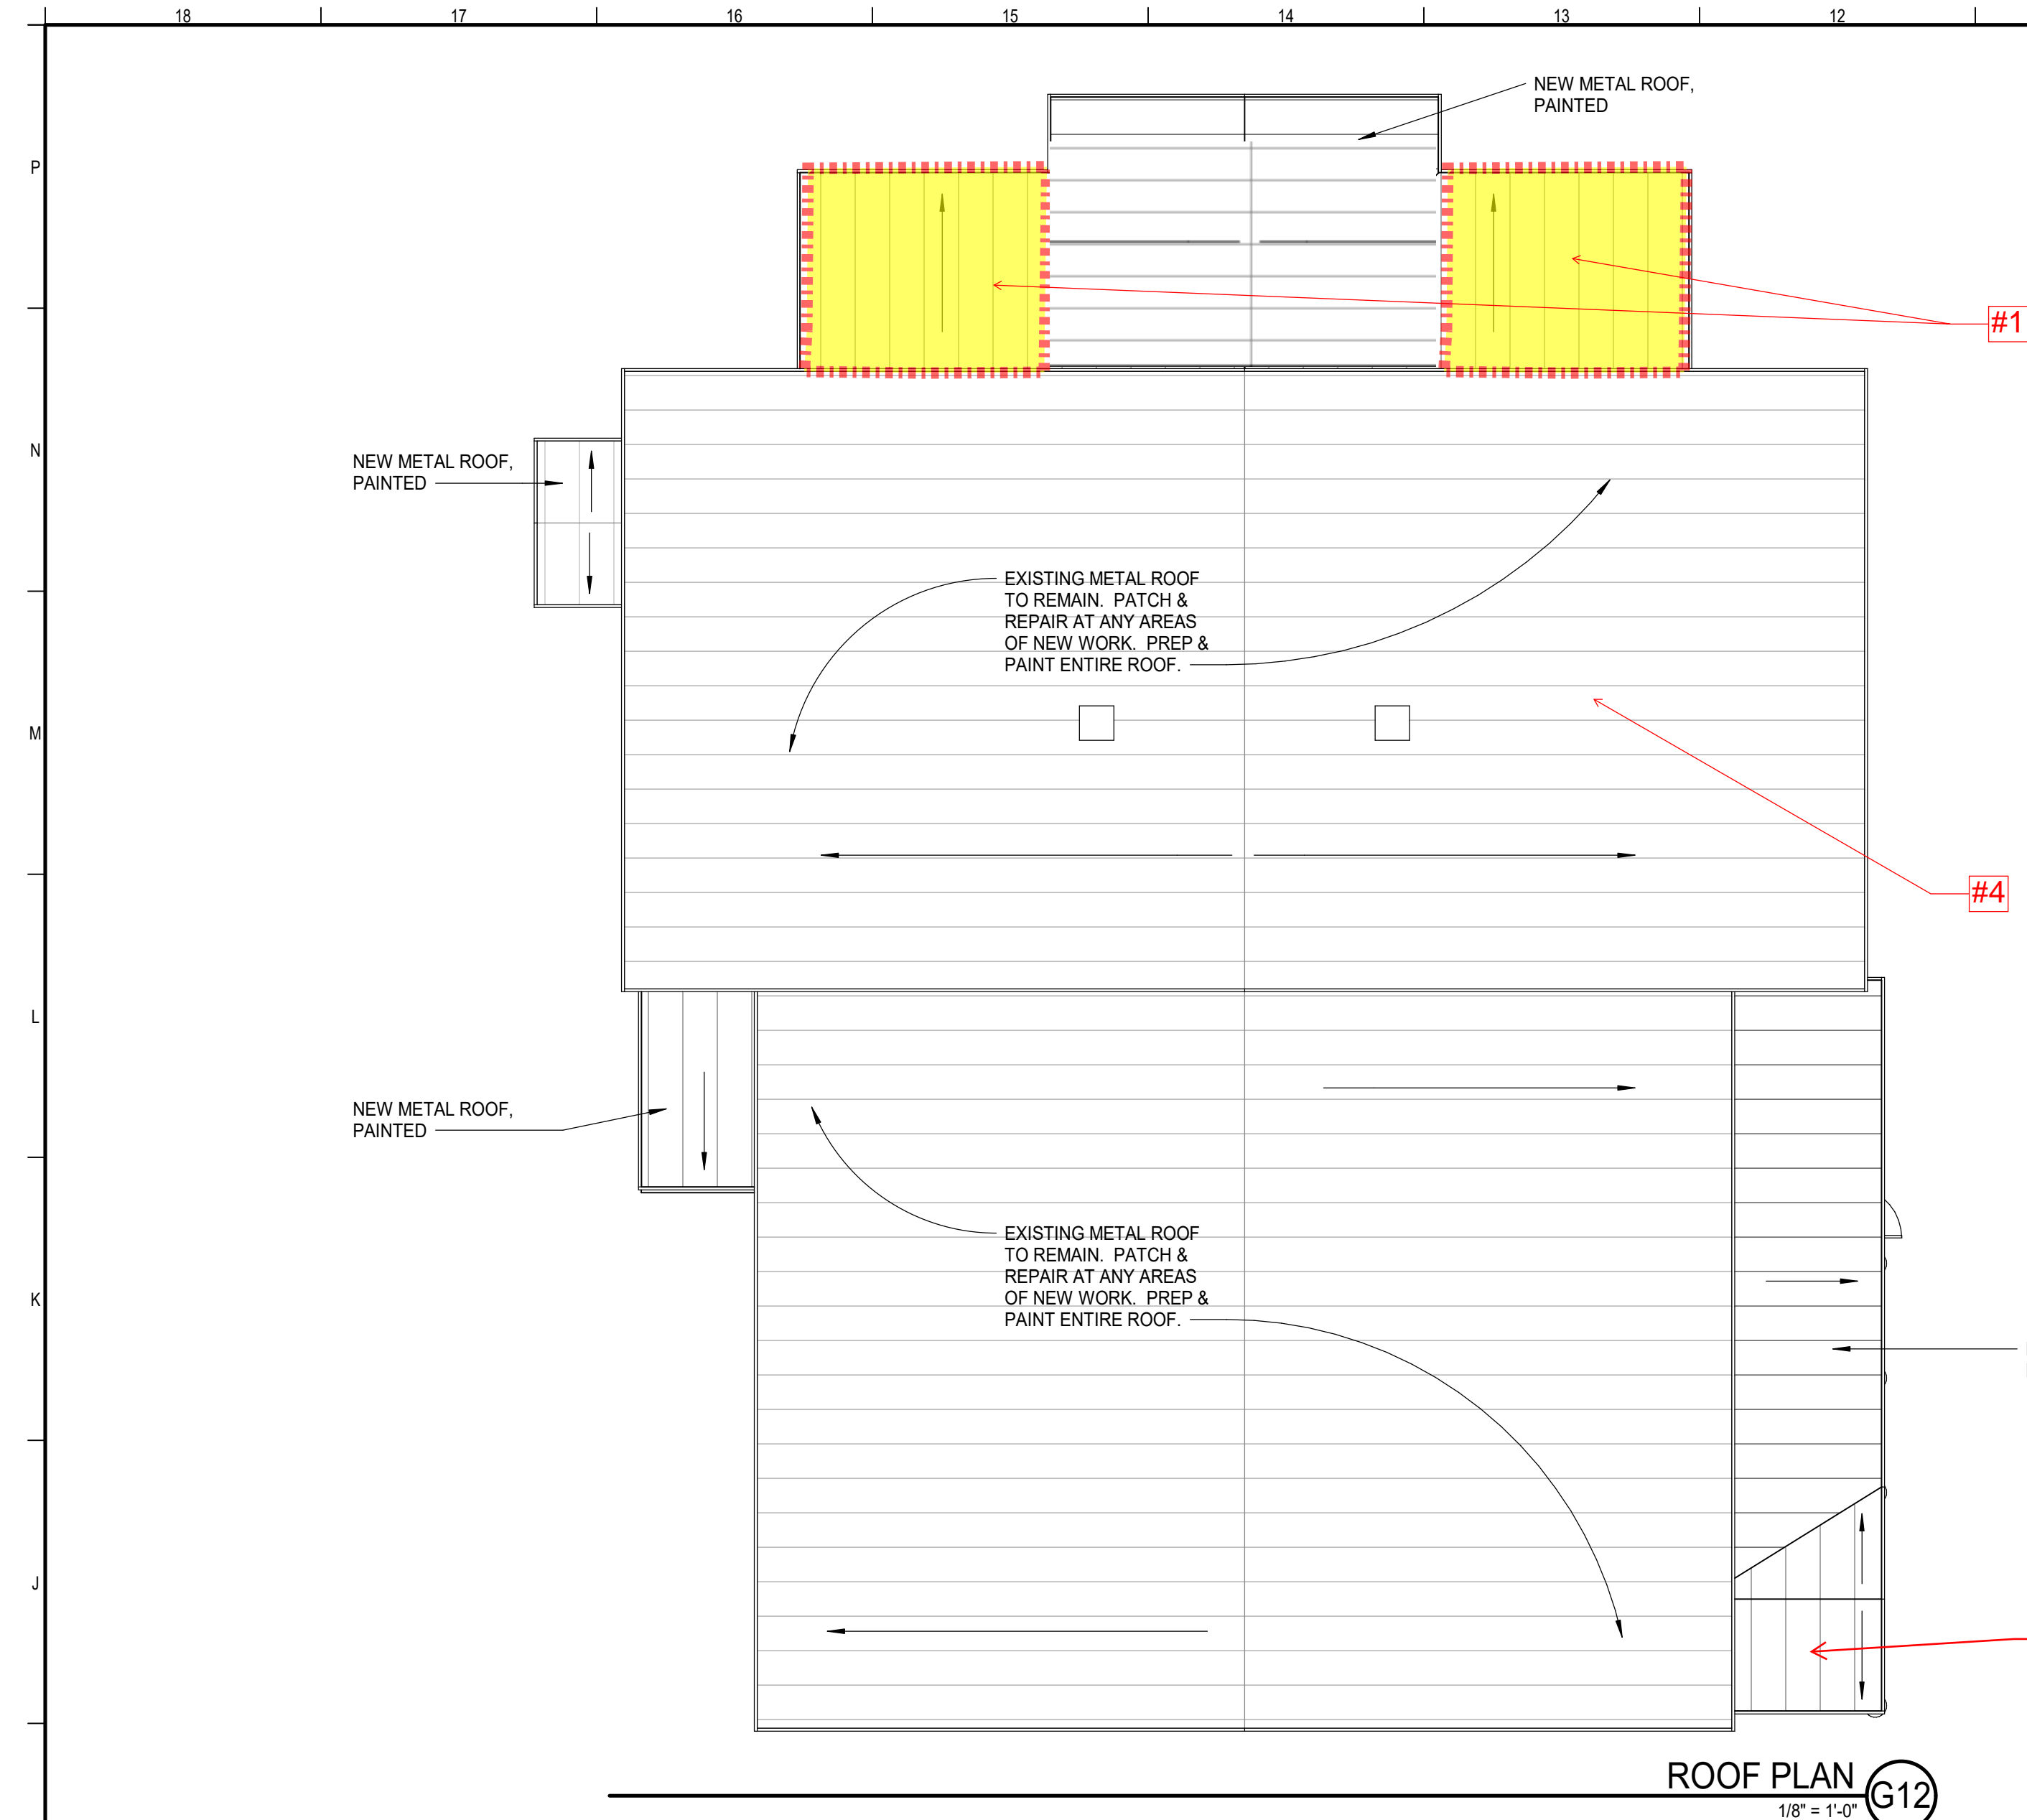 18 17 16 15 14 13 12
NEW METAL ROOF,
PAINTED
P
#1
N
NEW METAL ROOF,
PAINTED
EXISTING METAL ROOF
TO REMAIN. PATCH &
REPAIR AT ANY AREAS
OF NEW WORK. PREP &
PAINT ENTIRE ROOF.
M
#4
L
NEW METAL ROOF,
PAINTED
EXISTING METAL ROOF
TO REMAIN. PATCH &
REPAIR AT ANY AREAS
OF NEW WORK. PREP &
PAINT ENTIRE ROOF.
K
J
ROOF PLAN
G12
1/8" = 1'-0"